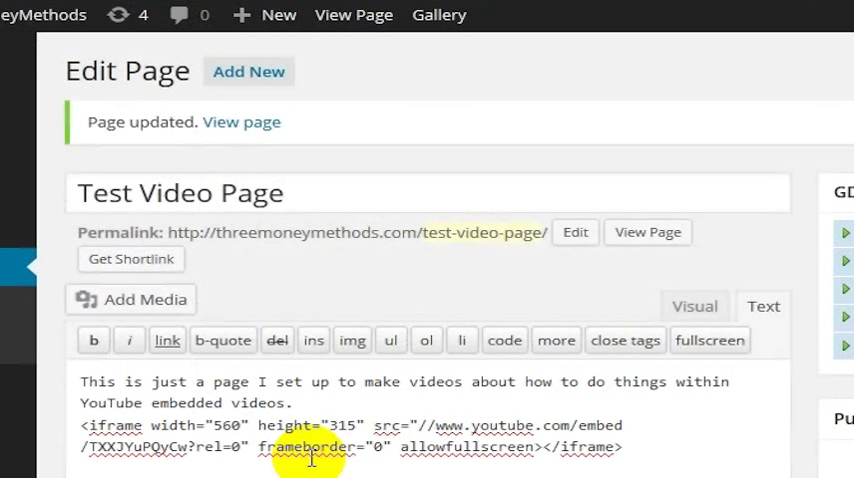 eyMethods 4 0 New View Page Gallery
Edit Page Add New
Page updated. View page
Test Video Page
GD
Permalink: http://threemoneymethods.com/test-video-page/ Edit View Page
Get Shortlink
Add Media
Visual Text
b i link b-quote del ins img ul ol li code more close tags fullscreen
This is just a page I set up to make videos about how to do things within
YouTube embedded videos.
<iframe width="560" height="315" src="//www.youtube.com/embed
/TXXJYuPQyCw?rel=0" frameborder="0" allowfullscreen></iframe>
Pu